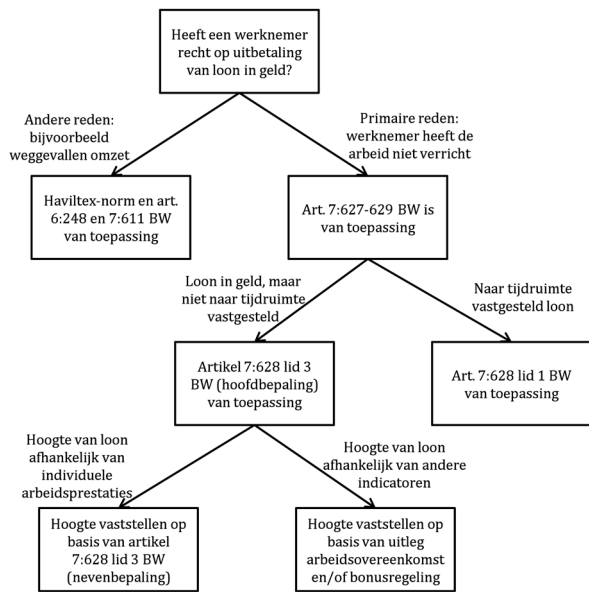 Heeft een werknemer
recht op uitbetaling
van loon in geld?
Andere reden:
bijvoorbeeld
weggevallen omzet
Primaire reden:
werknemer heeft de
arbeid niet verricht
Haviltex-norm en art.
6:248 en 7:611 BW
van toepassing
Art. 7:627-629 BW is
van toepassing
Loon in geld, maar
niet naar tijdruimte
vastgesteld
Naar tijdruimte
vastgesteld loon
Artikel 7:628 lid 3
BW (hoofdbepaling)
van toepassing
Art. 7:628 lid 1 BW
van toepassing
Hoogte van loon
afhankelijk van
individuele
arbeidsprestaties
Hoogte van loon
afhankelijk van andere
indicatoren
Hoogte vaststellen op
basis van artikel
7:628 lid 3 BW
(nevenbepaling)
Hoogte vaststellen op
basis van uitleg
arbeidsovereenkomst
en/of bonusregeling